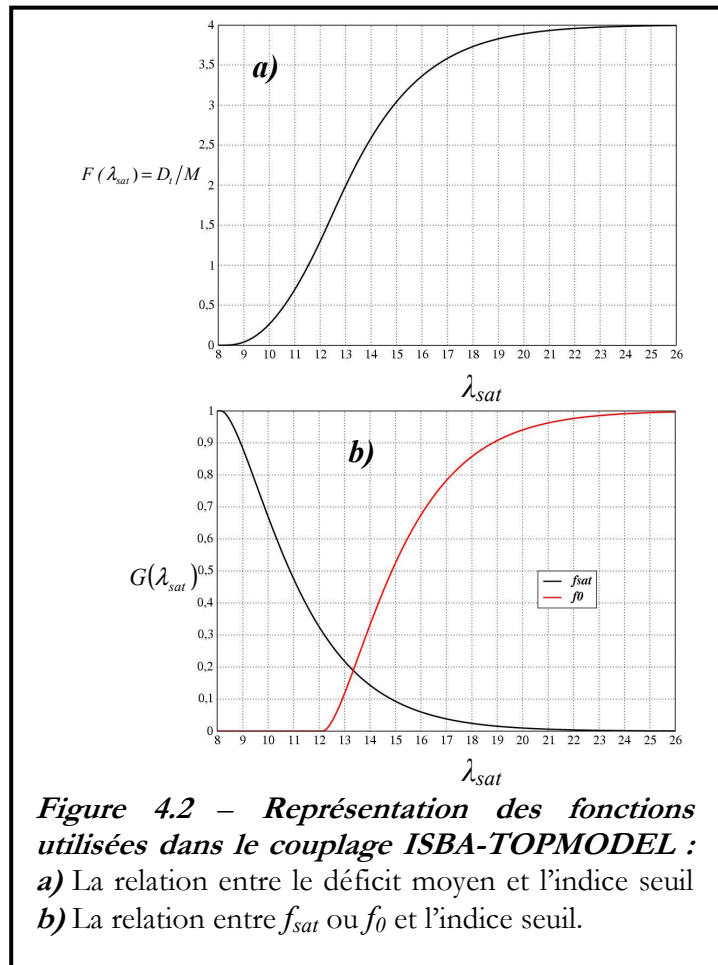 4
a)
3,5
3
2,5
F (λsat) = Dt/M 2
1,5
1
0,5
0
8 9 10 11 12 13 14 15 16 17 18 19 20 21 22 23 24 25 26
λsat
1
b)
0,9
0,8
0,7
0,6
G(λsat) 0,5
fsat
f0
0,4
0,3
0,2
0,1
0
8 9 10 11 12 13 14 15 16 17 18 19 20 21 22 23 24 25 26
λsat
Figure 4.2 – Représentation des fonctions
utilisées dans le couplage ISBA-TOPMODEL :
a) La relation entre le déficit moyen et l'indice seuil
b) La relation entre fsat ou f0 et l'indice seuil.